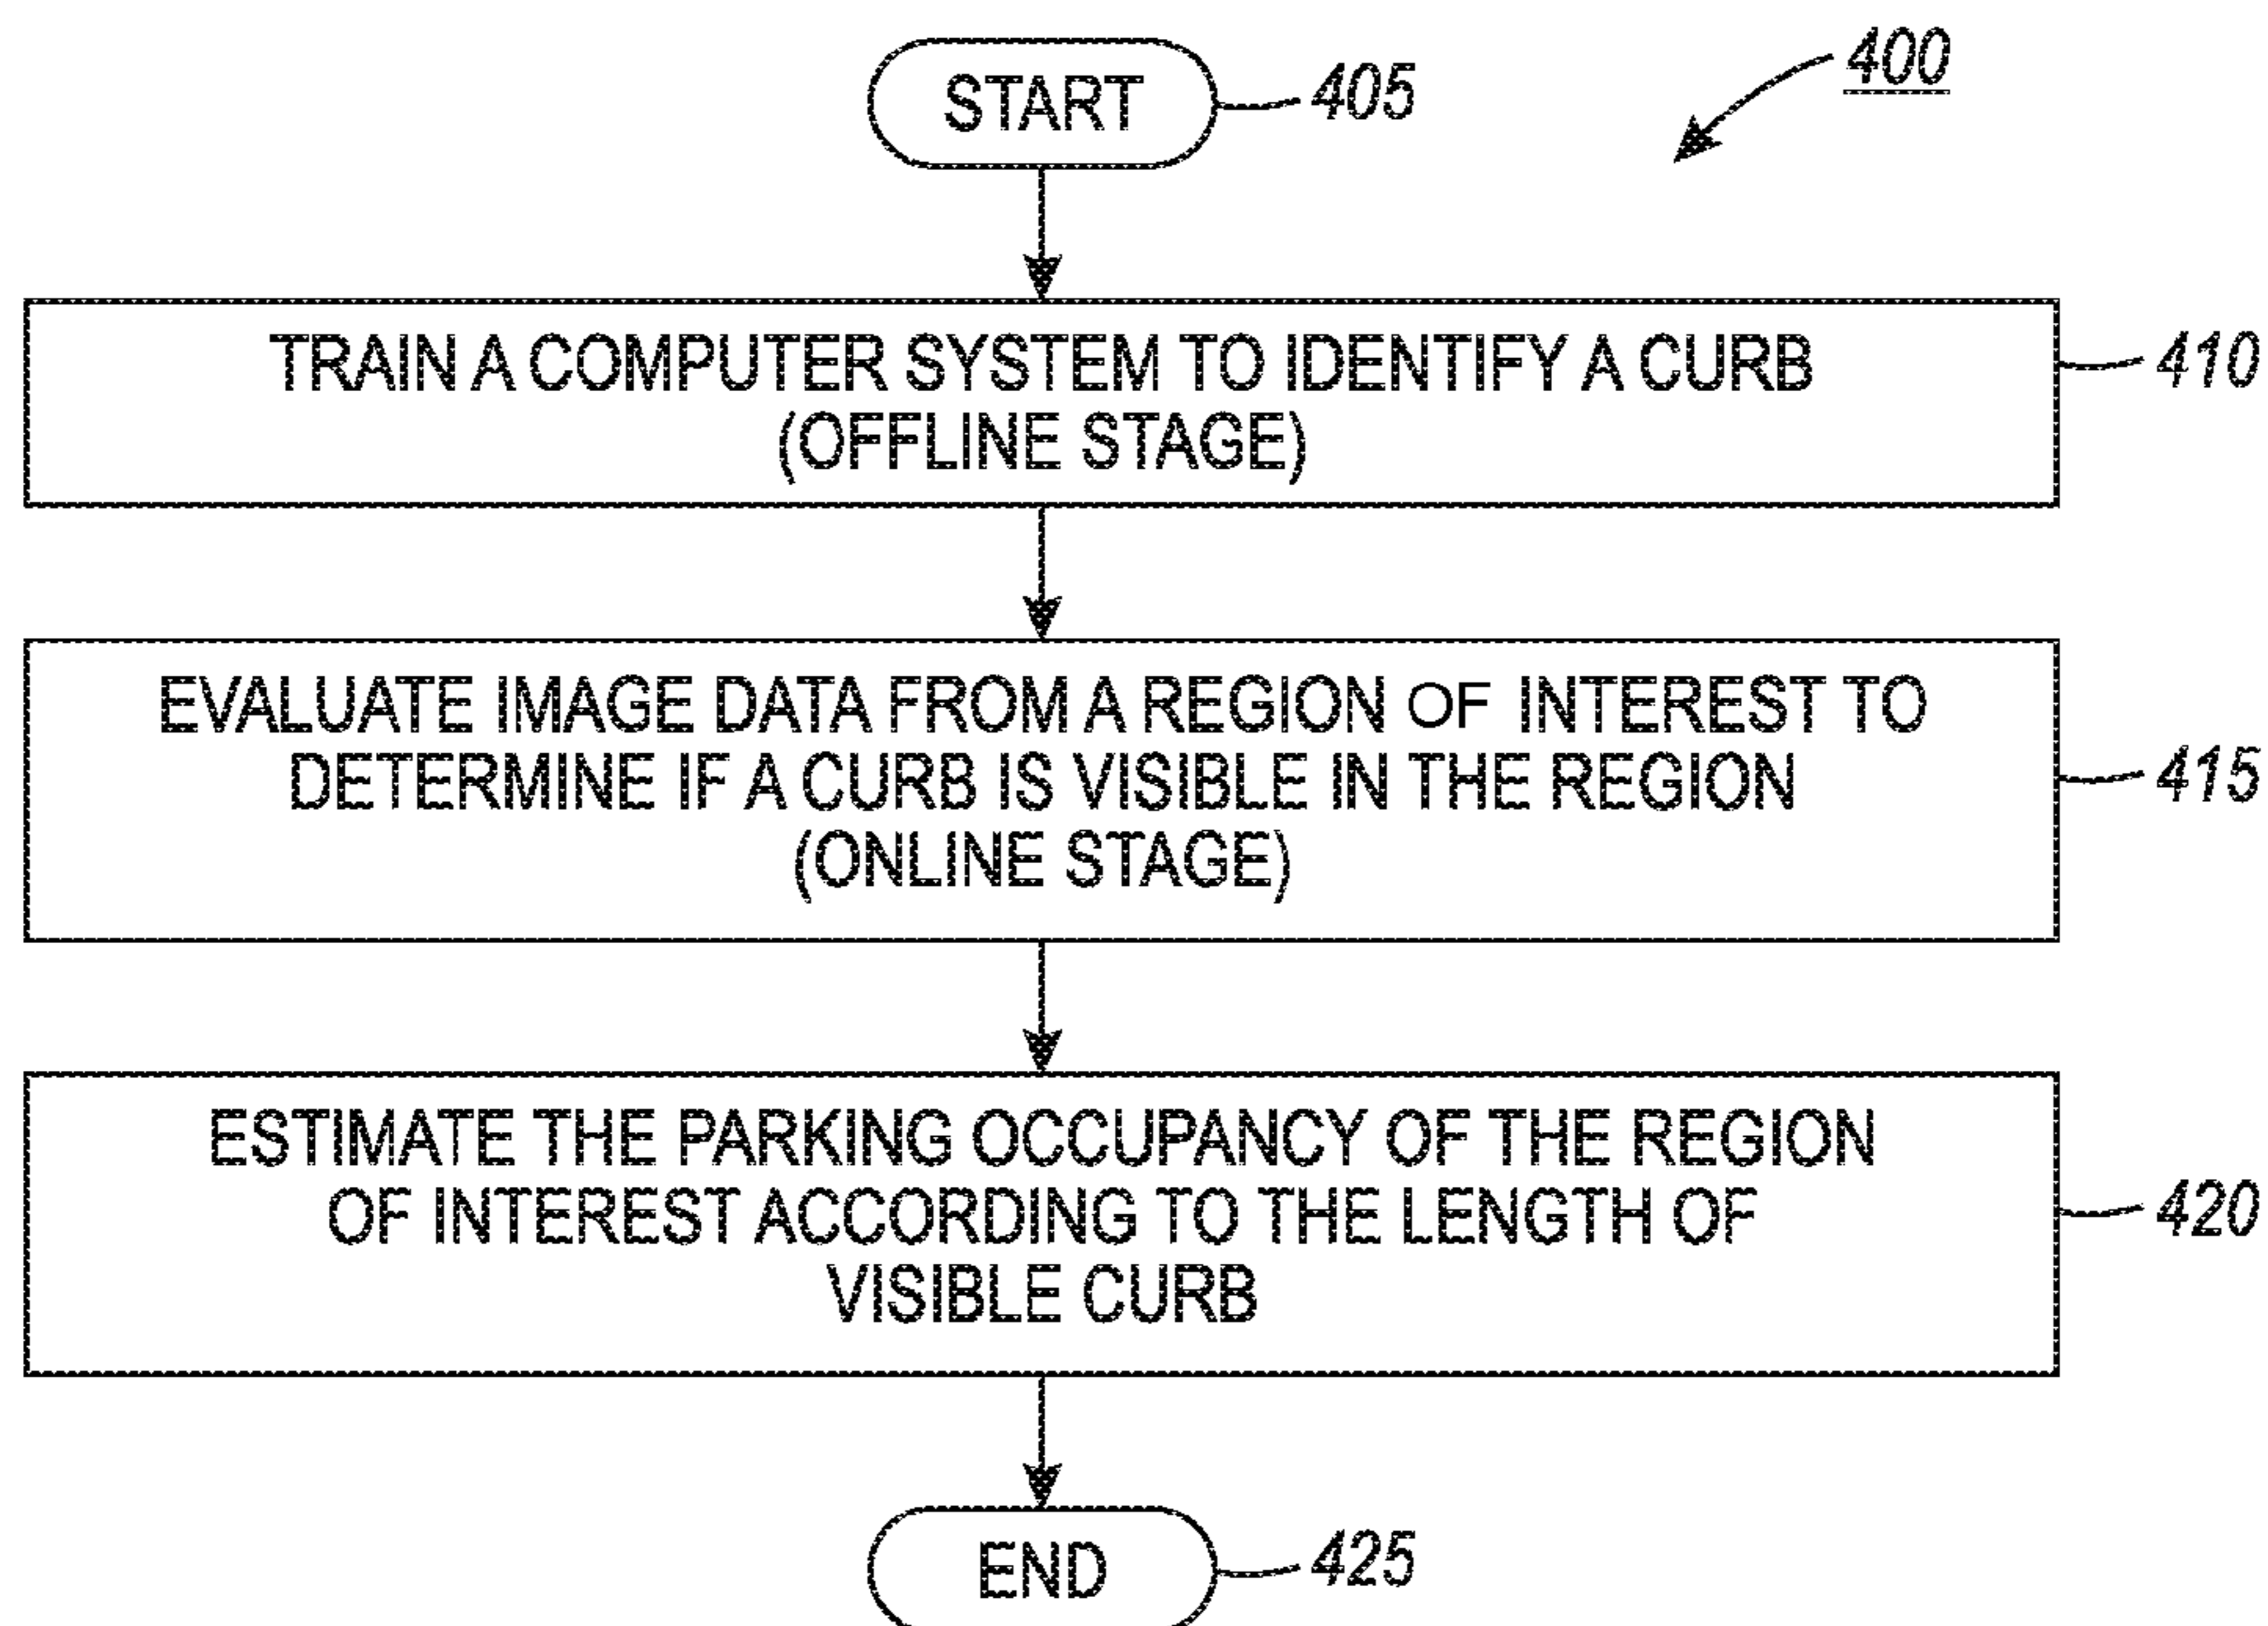 400
START 405
TRAIN A COMPUTER SYSTEM TO IDENTIFY A CURB
(OFFLINE STAGE)
410
EVALUATE IMAGE DATA FROM A REGION OF INTEREST TO
DETERMINE IF A CURB IS VISIBLE IN THE REGION
(ONLINE STAGE)
415
ESTIMATE THE PARKING OCCUPANCY OF THE REGION
OF INTEREST ACCORDING TO THE LENGTH OF
VISIBLE CURB
420
END 425